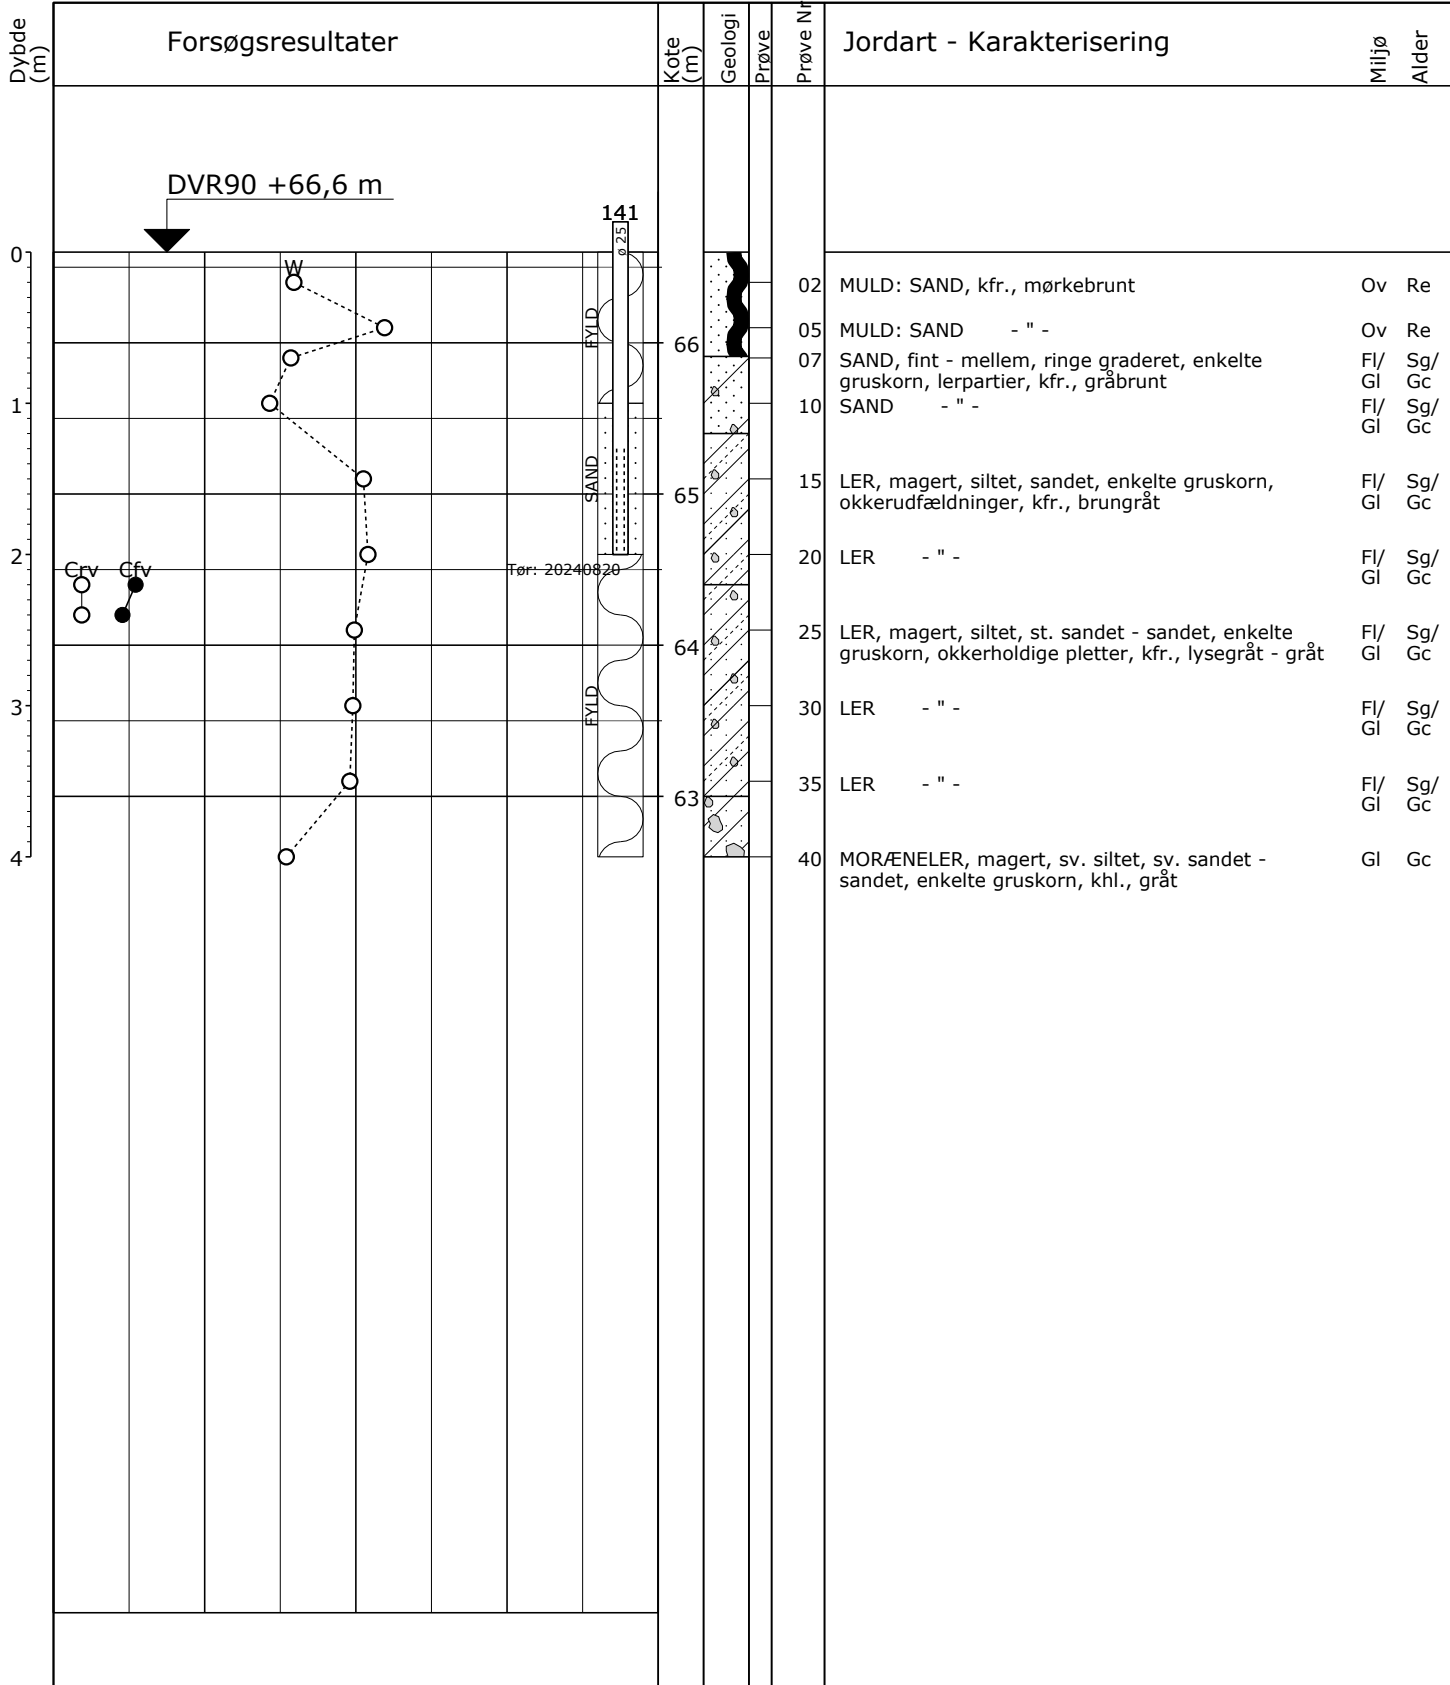 Dybde (m)
Forsøgsresultater
Kote (m)
Geologi
Prøve
Prøve Nr
Jordart - Karakterisering
Miljø
Alder
DVR90 +66,6 m
141
ø 25
0
W
FYLD
02 MULD: SAND, kfr., mørkebrunt Ov Re
05 MULD: SAND - " - Ov Re
66
07 SAND, fint - mellem, ringe graderet, enkelte Fl/ Sg/
gruskorn, lerpartier, kfr., gråbrunt Gl Gc
1
10 SAND - " - Fl/ Sg/
Gl Gc
SAND
65
15 LER, magert, siltet, sandet, enkelte gruskorn, Fl/ Sg/
okkerudfældninger, kfr., brungråt Gl Gc
2
20 LER - " - Fl/ Sg/
Gl Gc
Crv Cfv
Tør: 20240820
64
25 LER, magert, siltet, st. sandet - sandet, enkelte Fl/ Sg/
gruskorn, okkerholdige pletter, kfr., lysegråt - gråt Gl Gc
3
FYLD
30 LER - " - Fl/ Sg/
Gl Gc
63
35 LER - " - Fl/ Sg/
Gl Gc
4
40 MORÆNELER, magert, sv. siltet, sv. sandet - Gl Gc
sandet, enkelte gruskorn, khl., gråt